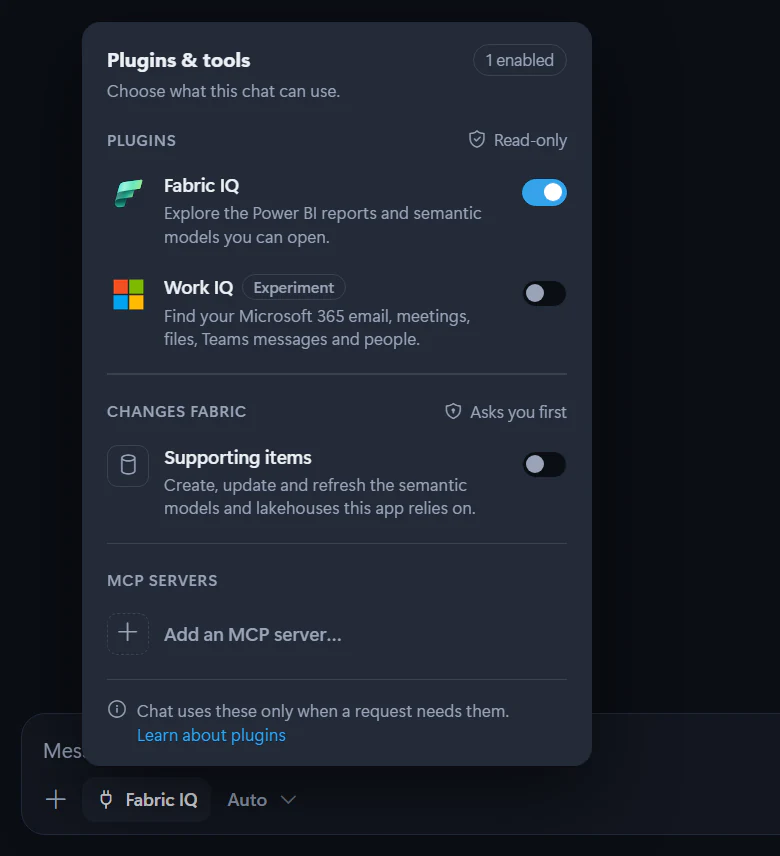 Plugins & tools
1 enabled
Choose what this chat can use.
PLUGINS
Read-only
Fabric IQ
Explore the Power BI reports and semantic
models you can open.
Work IQ
Experiment
Find your Microsoft 365 email, meetings,
files, Teams messages and people.
CHANGES FABRIC
Asks you first
Supporting items
Create, update and refresh the semantic
models and lakehouses this app relies on.
MCP SERVERS
Add an MCP server...
Chat uses these only when a request needs them.
Learn about plugins
Fabric IQ
Auto